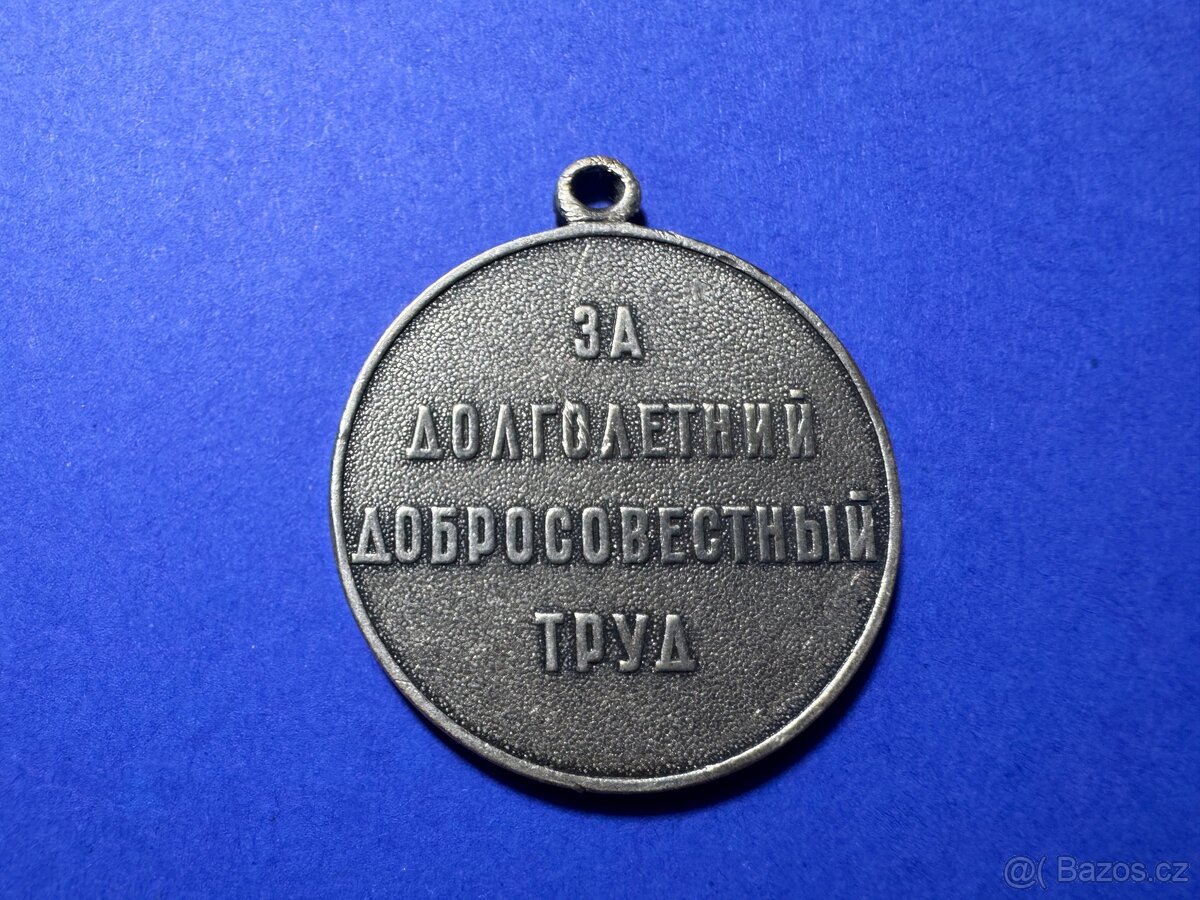 ЗА
ДОЛГОЛЕТНИЙ
ДОБРОСОВЕСТНЫЙ
ТРУД
@( Bazos.cz